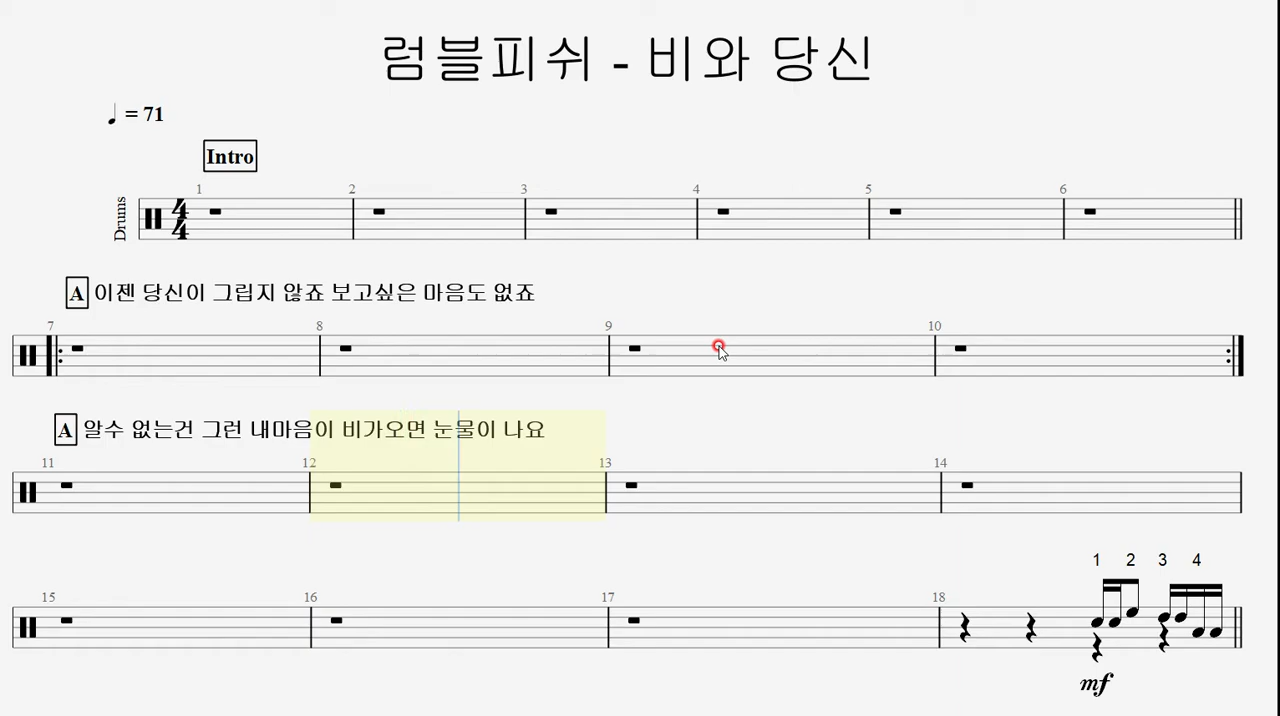 럼블피쉬 - 비와 당신
♩ = 71
Intro
1 2 3 4 5 6
Drums
4/4
A 이젠 당신이 그립지 않죠 보고싶은 마음도 없죠
7 8 9 10
A 알수 없는건 그런 내마음이 비가오면 눈물이 나요
11 12 13 14
1 2 3 4
15 16 17 18
mf